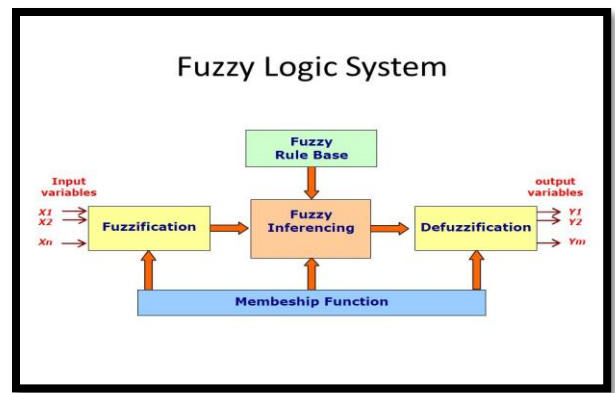 Fuzzy Logic System
Fuzzy
Rule Base
Input
variables
X1
X2
Xn
Fuzzification
Fuzzy
Inferencing
Defuzzification
output
variables
Y1
Y2
Ym
Membeship Function